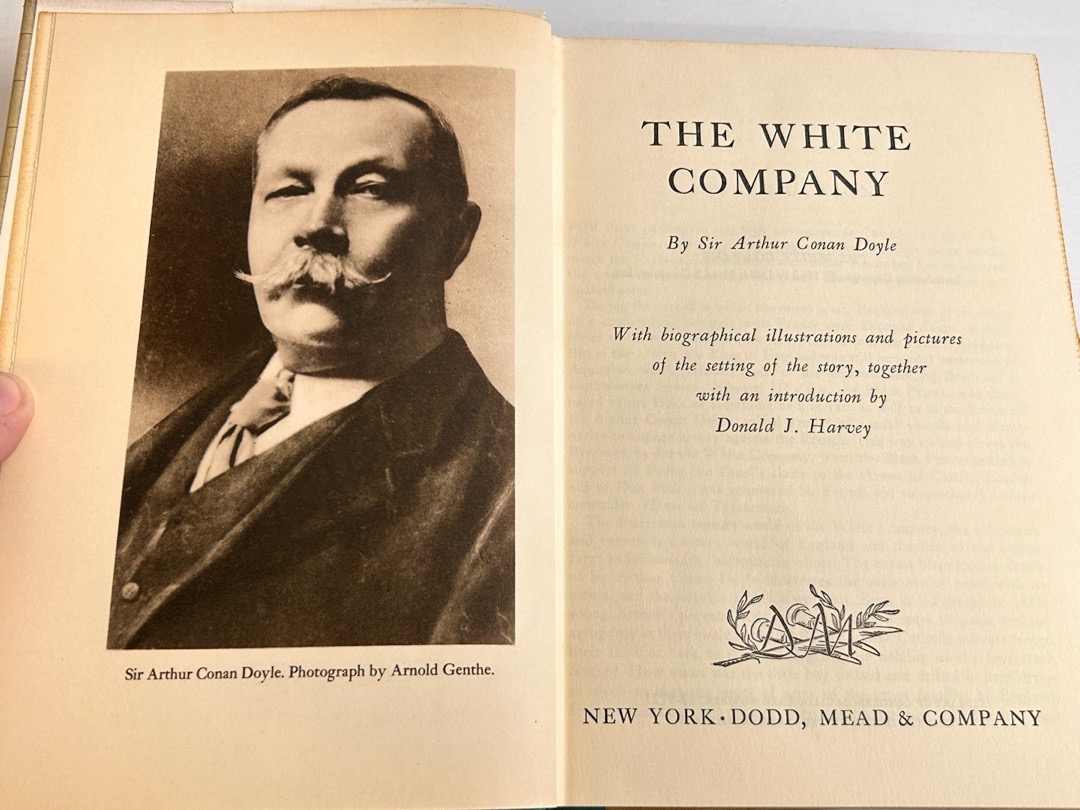 Sir Arthur Conan Doyle. Photograph by Arnold Genthe.
THE WHITE
COMPANY
By Sir Arthur Conan Doyle
With biographical illustrations and pictures
of the setting of the story, together
with an introduction by
Donald J. Harvey
DM
NEW YORK · DODD, MEAD & COMPANY